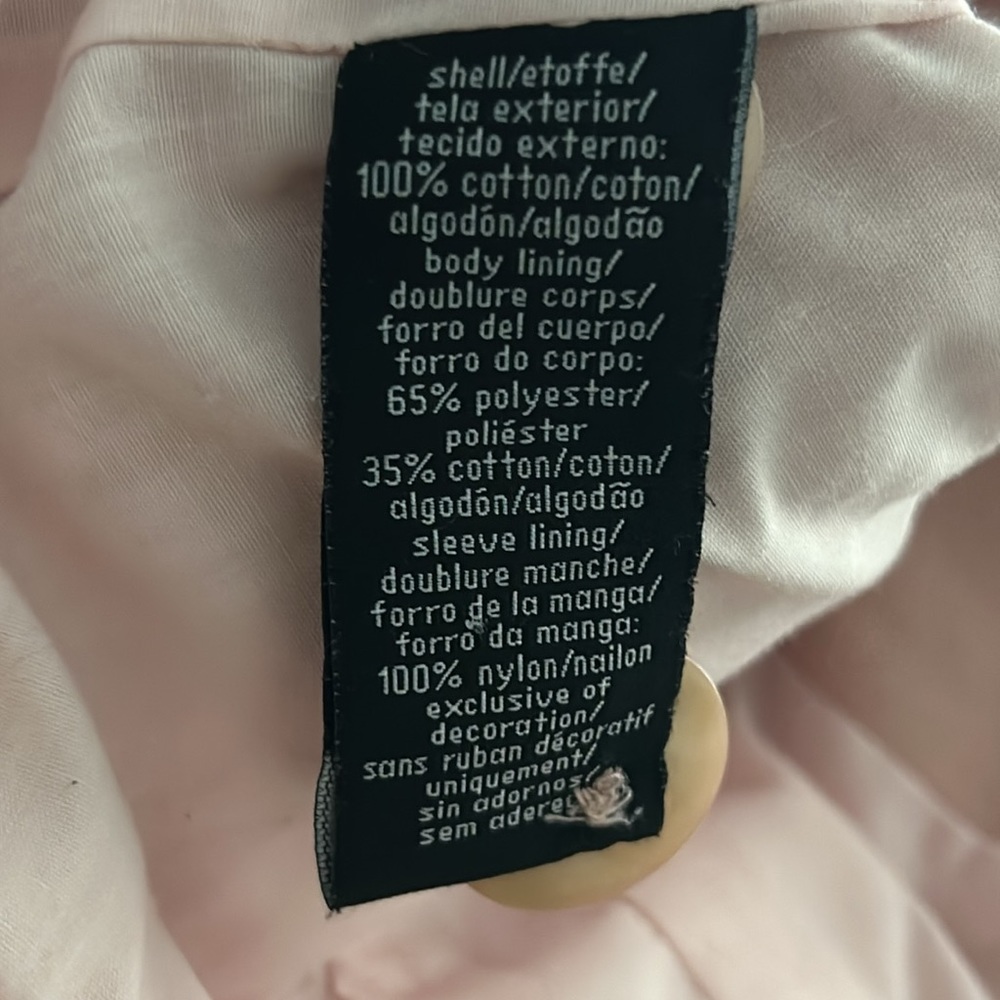 shell/etoffe/
tela exterior/
tecido externo:
100% cotton/coton/
algodón/algodão
body lining/
doublure corps/
forro del cuerpo/
forro do corpo:
65% polyester/
poliéster
35% cotton/coton/
algodón/algodão
sleeve lining/
doublure manche/
forro de la manga/
forro da manga:
100% nylon/nailon
exclusive of
decoration/
sans ruban décoratif
uniquement/
sin adornos
sem